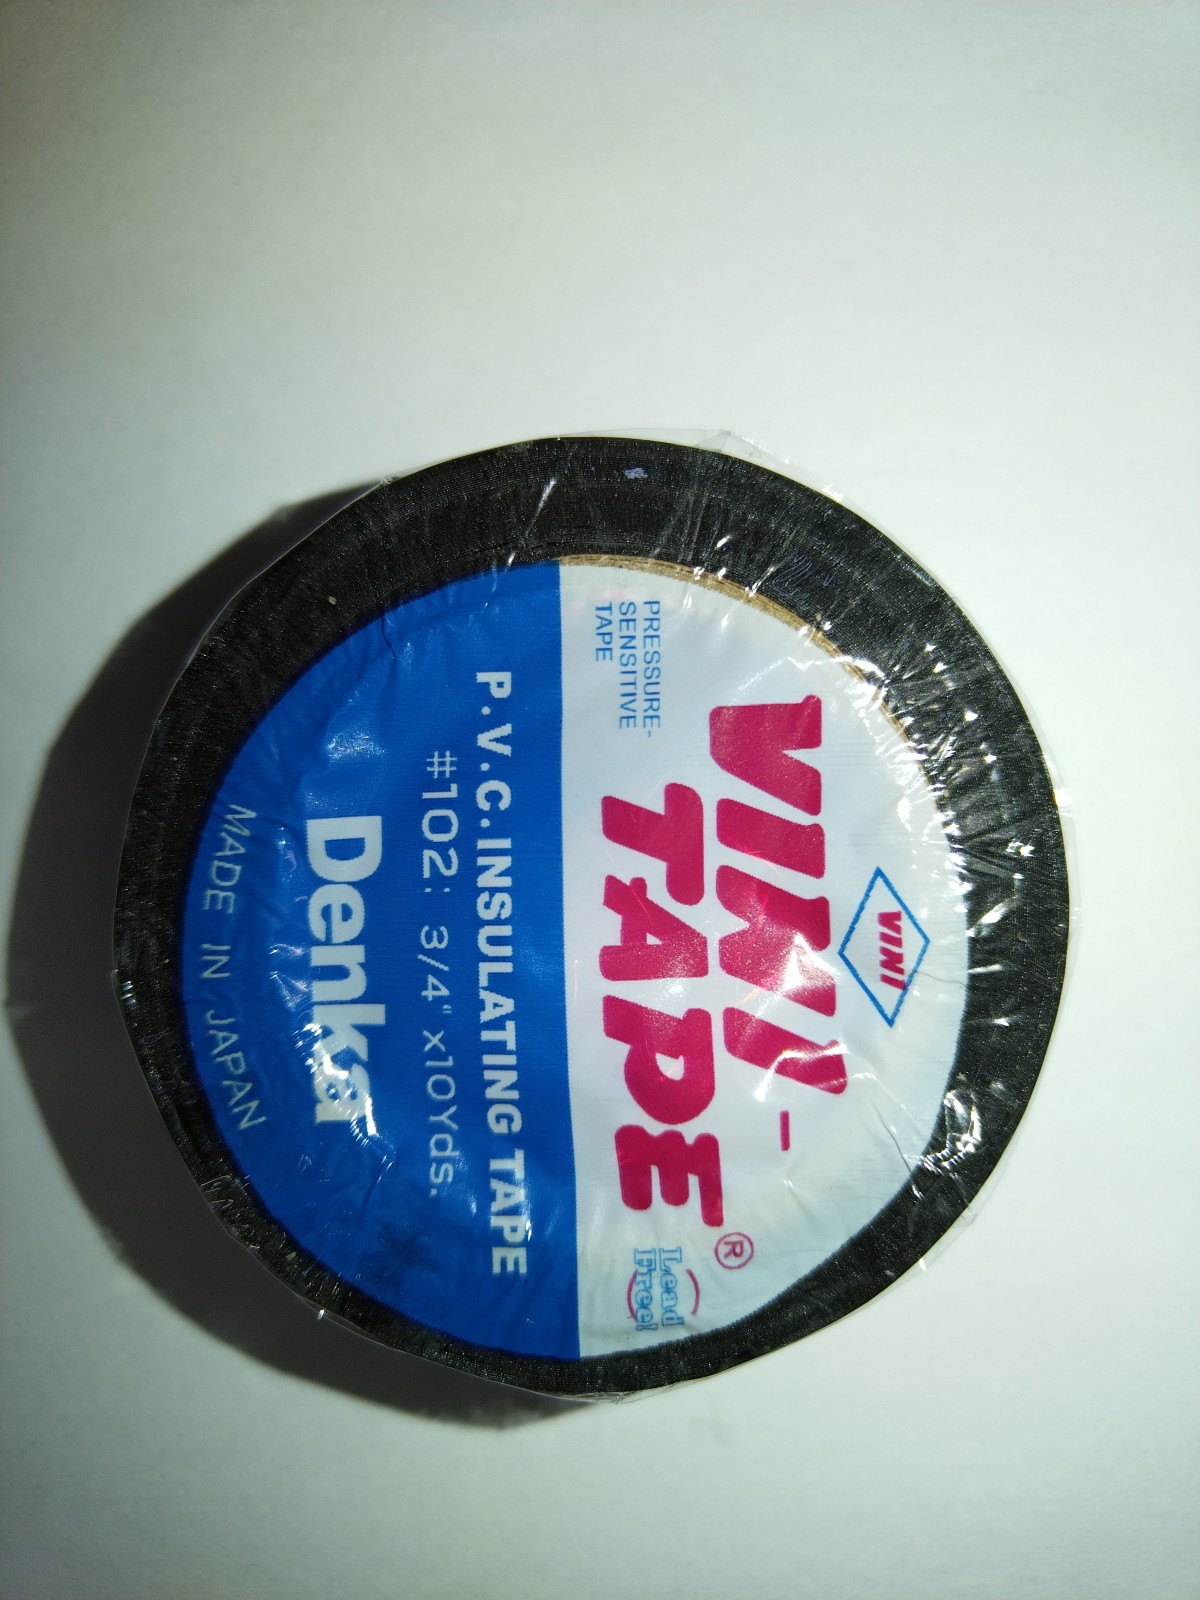 VINI
VINI-
TAPE®
PRESSURE-
SENSITIVE
TAPE
Lead
Free!
P.V.C. INSULATING TAPE
#102: 3/4" x10Yds.
Denka
MADE IN JAPAN